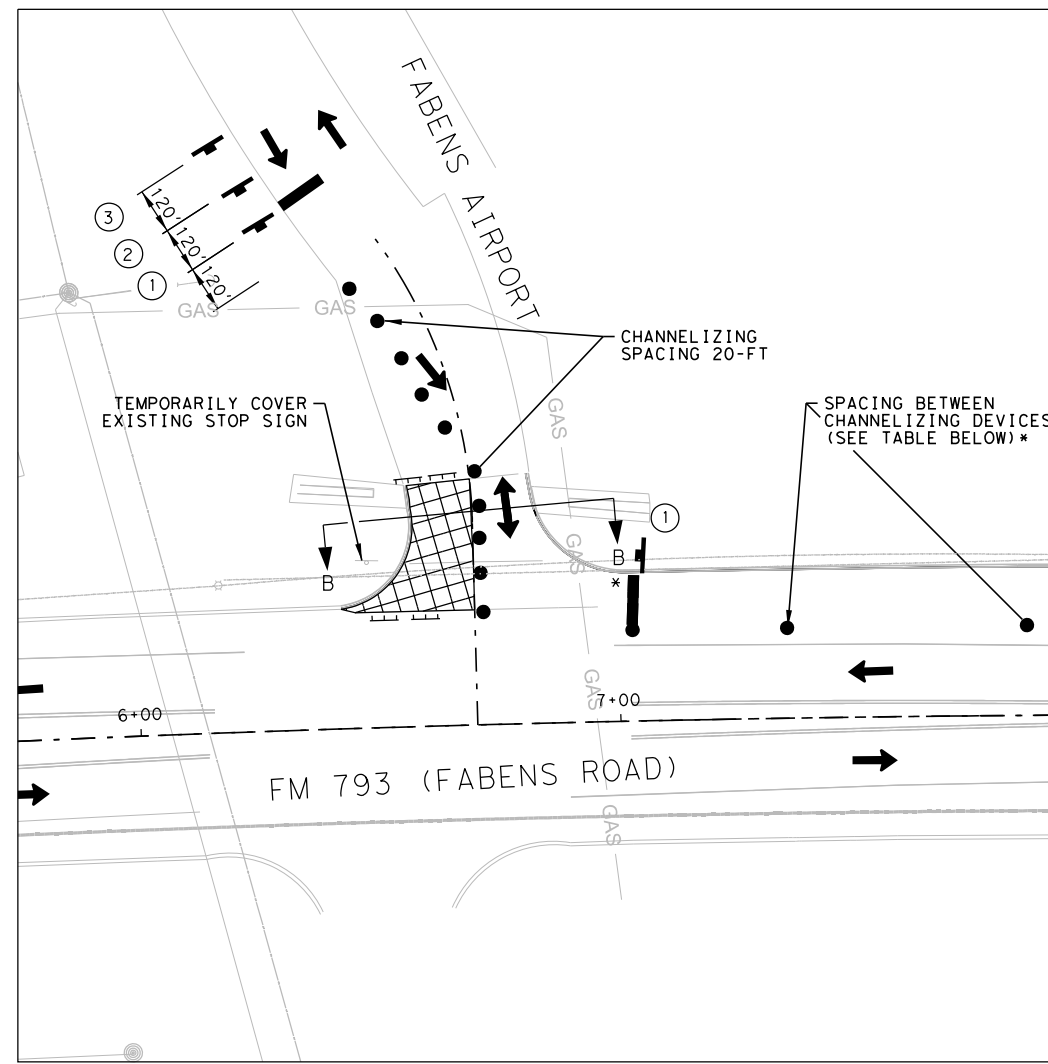 FABENS AIRPORT
120'
120'
120'
3
2
1
GAS
GAS
CHANNELIZING
SPACING 20-FT
TEMPORARILY COVER
EXISTING STOP SIGN
GAS
SPACING BETWEEN
CHANNELIZING DEVICES
(SEE TABLE BELOW)*
1
B
B
*
GAS
GAS
6+00
7+00
FM 793 (FABENS ROAD)
GAS